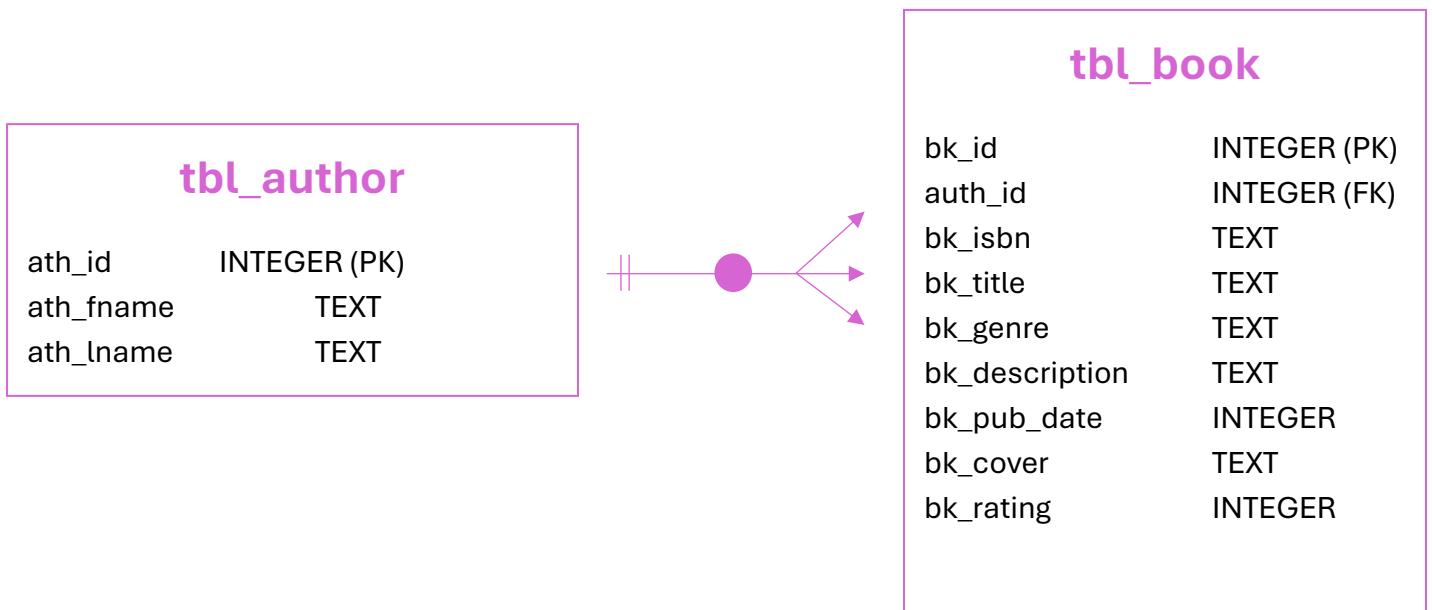 tbl_author
ath_id INTEGER (PK)
ath_fname TEXT
ath_lname TEXT
tbl_book
bk_id INTEGER (PK)
auth_id INTEGER (FK)
bk_isbn TEXT
bk_title TEXT
bk_genre TEXT
bk_description TEXT
bk_pub_date INTEGER
bk_cover TEXT
bk_rating INTEGER